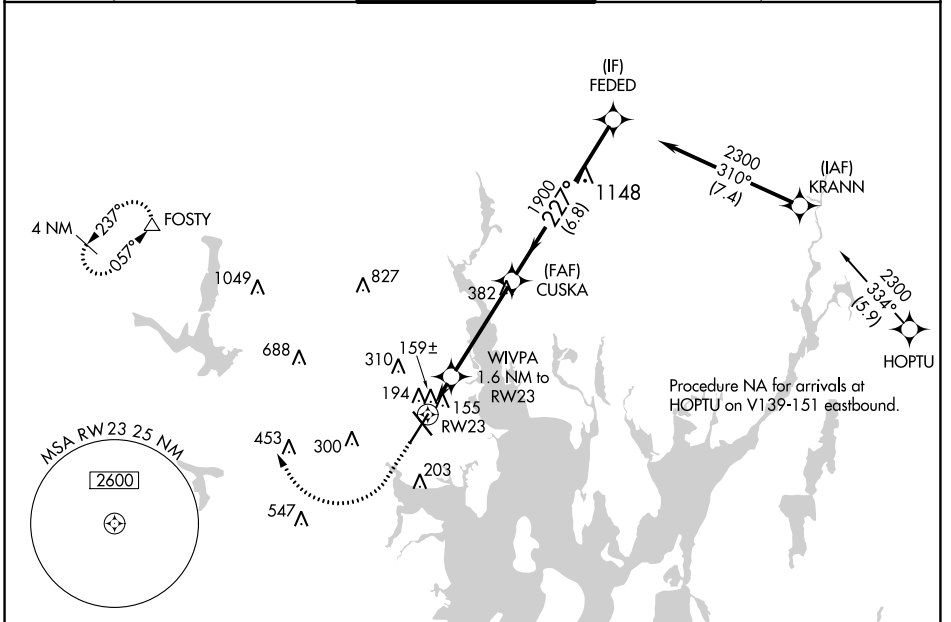 (IF)
FEDED
2300
310°
(7.4)
(IAF)
KRANN
1148
1900
227°
(6.8)
4 NM
237°
057°
FOSTY
1049
827
382
(FAF)
CUSKA
2300
334°
(5.9)
HOPTU
688
310
159±
WIVPA
1.6 NM to
RW23
194
155
RW23
Procedure NA for arrivals at
HOPTU on V139-151 eastbound.
453
300
203
547
MSA RW23 25 NM
2600